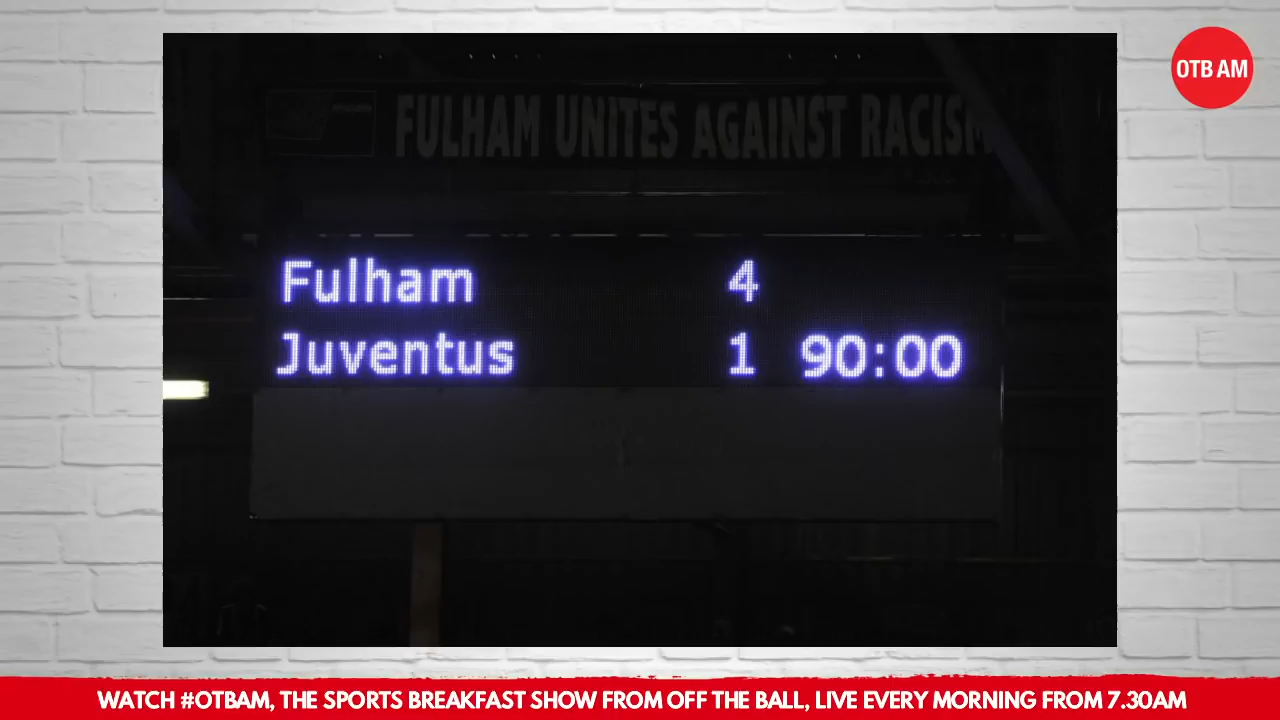 OTB AM
FULHAM UNITES AGAINST RACISM
Fulham 4
Juventus 1 90:00
WATCH #OTBAM, THE SPORTS BREAKFAST SHOW FROM OFF THE BALL, LIVE EVERY MORNING FROM 7.30AM